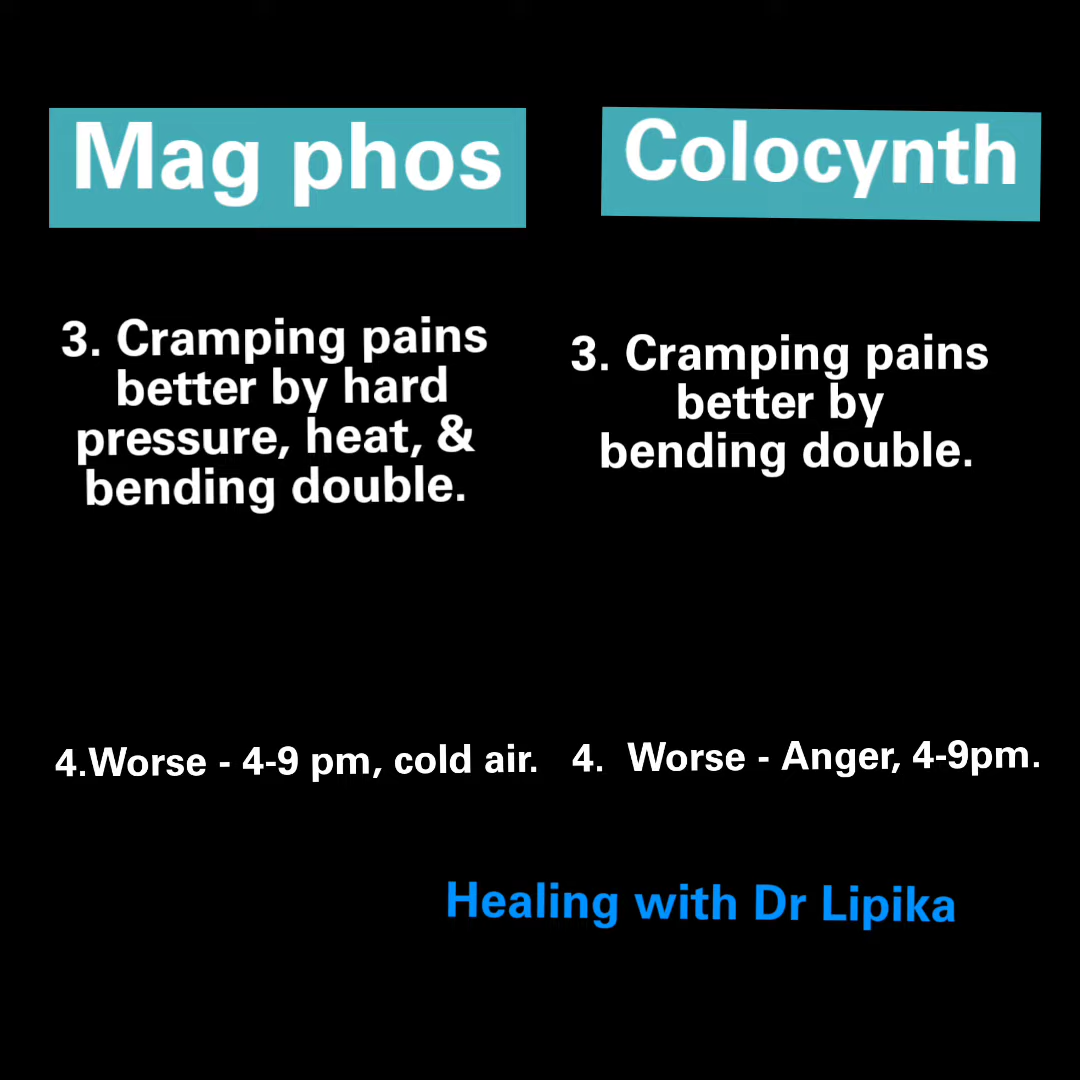 Mag phos
Colocynth
3. Cramping pains
better by hard
pressure, heat, &
bending double.
3. Cramping pains
better by
bending double.
4.Worse - 4-9 pm, cold air.
4. Worse - Anger, 4-9pm.
Healing with Dr Lipika